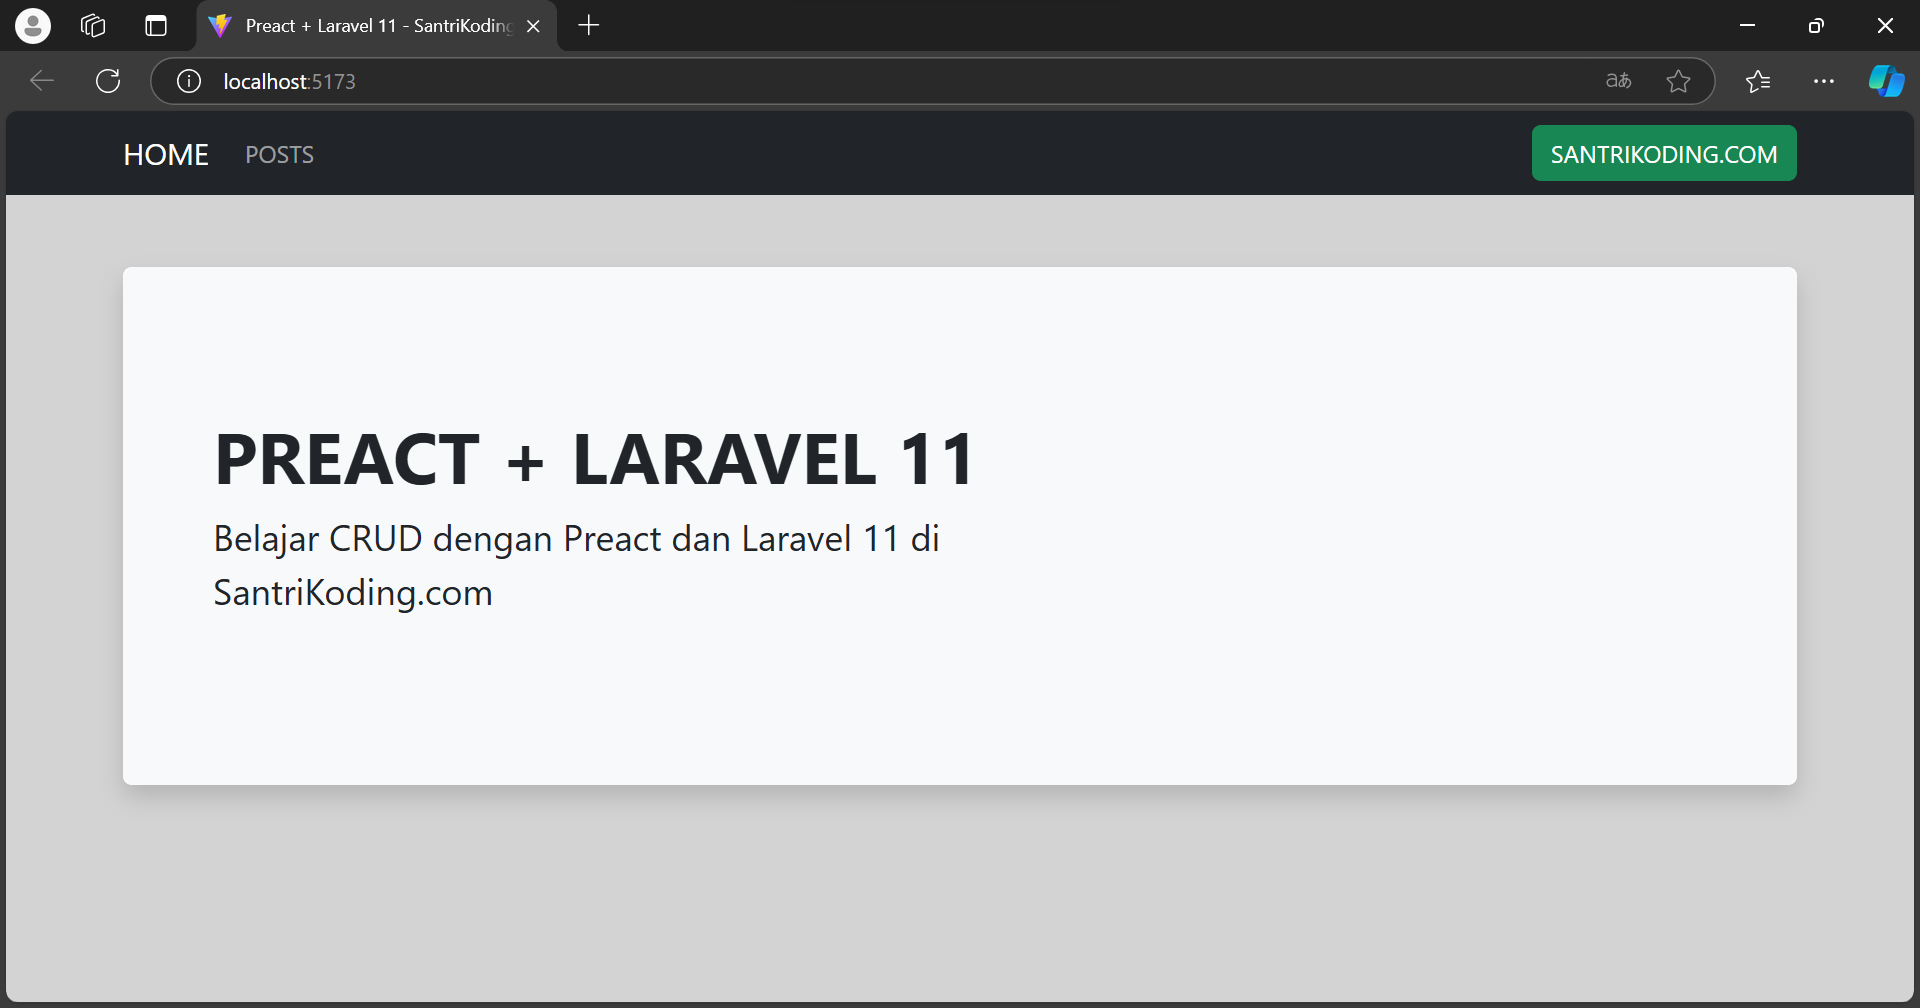 Preact + Laravel 11 - SantriKoding
localhost:5173
HOME
POSTS
SANTRIKODING.COM
PREACT + LARAVEL 11
Belajar CRUD dengan Preact dan Laravel 11 di
SantriKoding.com